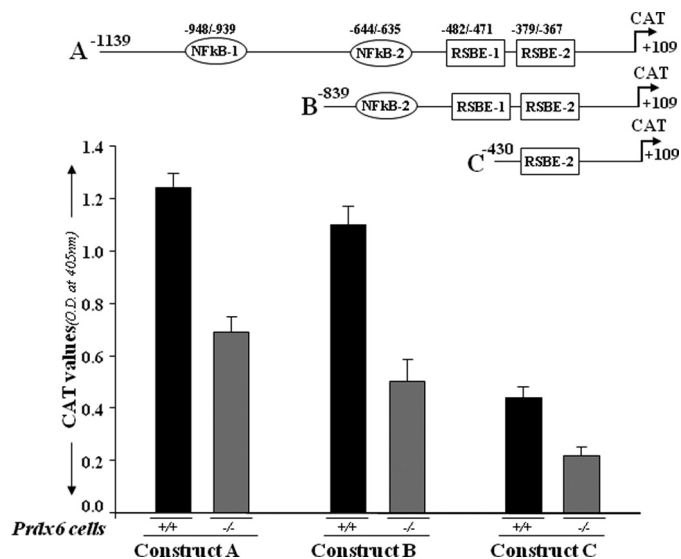 CAT
-948/-939 -644/-635 -482/-471 -379/-367
A -1139 NFkB-1 NFkB-2 RSBE-1 RSBE-2 +109
CAT
B -839 NFkB-2 RSBE-1 RSBE-2 +109
CAT
C -430 RSBE-2 +109
1.4
1.2
1.0
0.8
0.6
0.4
0.2
0.0
CAT values(O.D. at 405nm)
Prdx6 cells +/+ -/- +/+ -/- +/+ -/-
Construct A Construct B Construct C